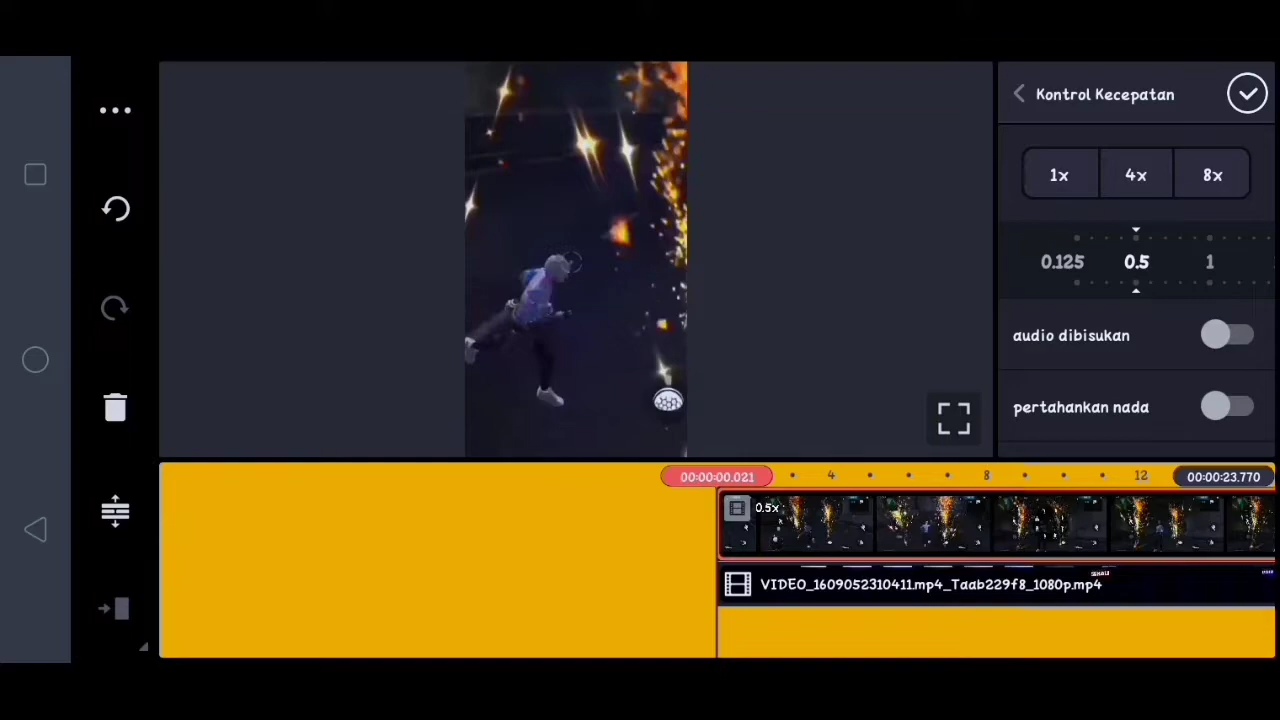 Kontrol Kecepatan
1x 4x 8x
0.125 0.5 1
audio dibisukan
pertahankan nada
00:00:00.021 4 8 12 00:00:23.770
0.5x
VIDEO_1609052310411.mp4_Taab229f8_1080p.mp4